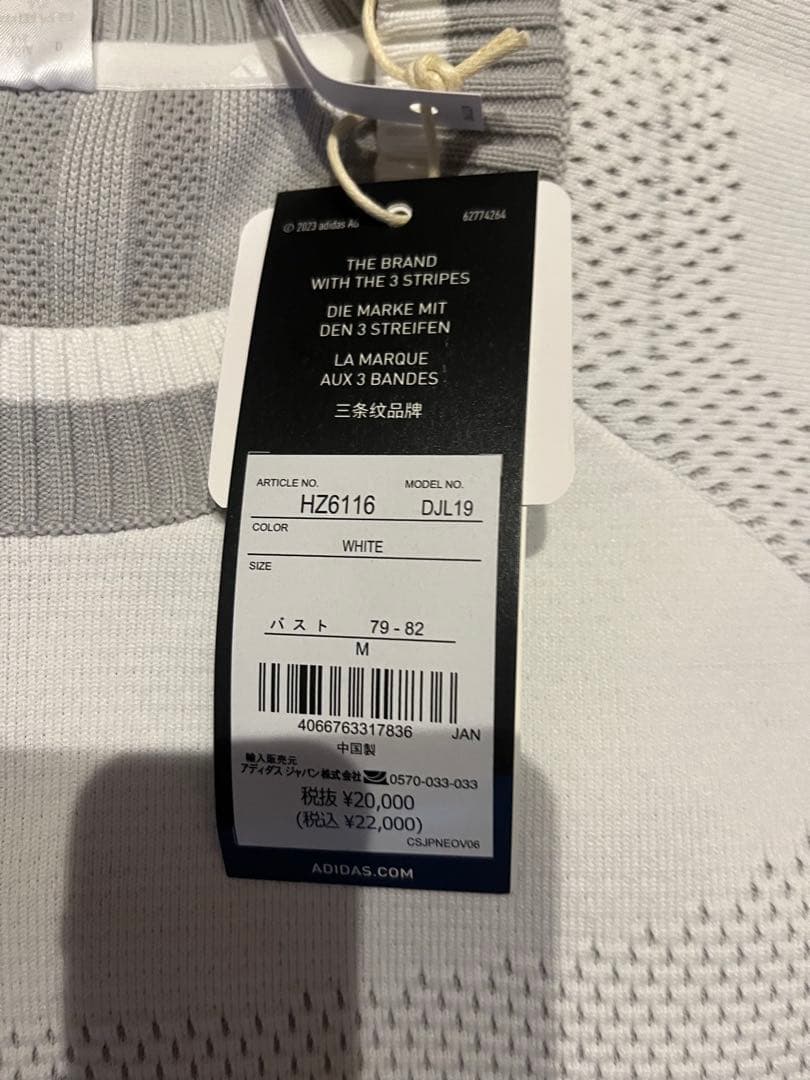 © 2023 adidas AG
62774264
THE BRAND
WITH THE 3 STRIPES
DIE MARKE MIT
DEN 3 STREIFEN
LA MARQUE
AUX 3 BANDES
三条纹品牌
ARTICLE NO. MODEL NO.
HZ6116 DJL19
COLOR
WHITE
SIZE
バスト 79-82
M
4066763317836 JAN
中国製
輸入販売元
アディダス ジャパン株式会社 0570-033-033
税抜 ¥20,000
(税込 ¥22,000)
CSJPNEOV06
ADIDAS.COM